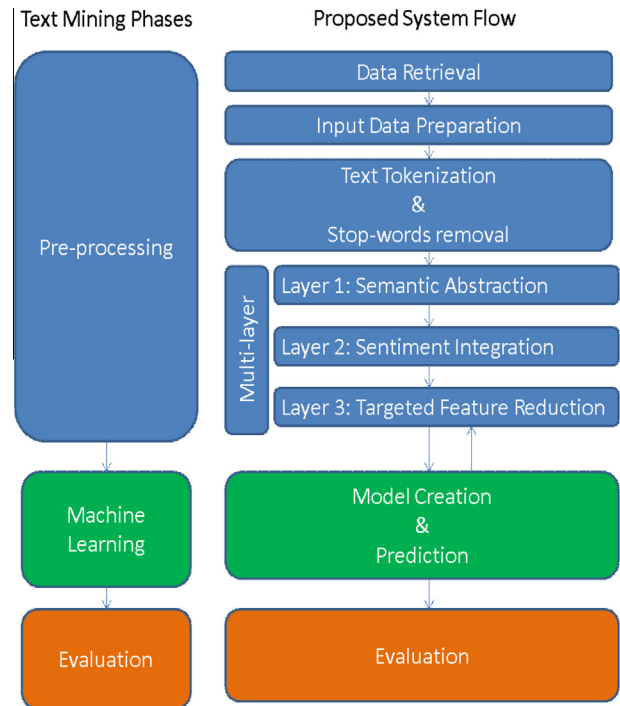 Text Mining Phases
Proposed System Flow
Pre-processing
Machine
Learning
Evaluation
Data Retrieval
Input Data Preparation
Text Tokenization
&
Stop-words removal
Multi-layer
Layer 1: Semantic Abstraction
Layer 2: Sentiment Integration
Layer 3: Targeted Feature Reduction
Model Creation
&
Prediction
Evaluation